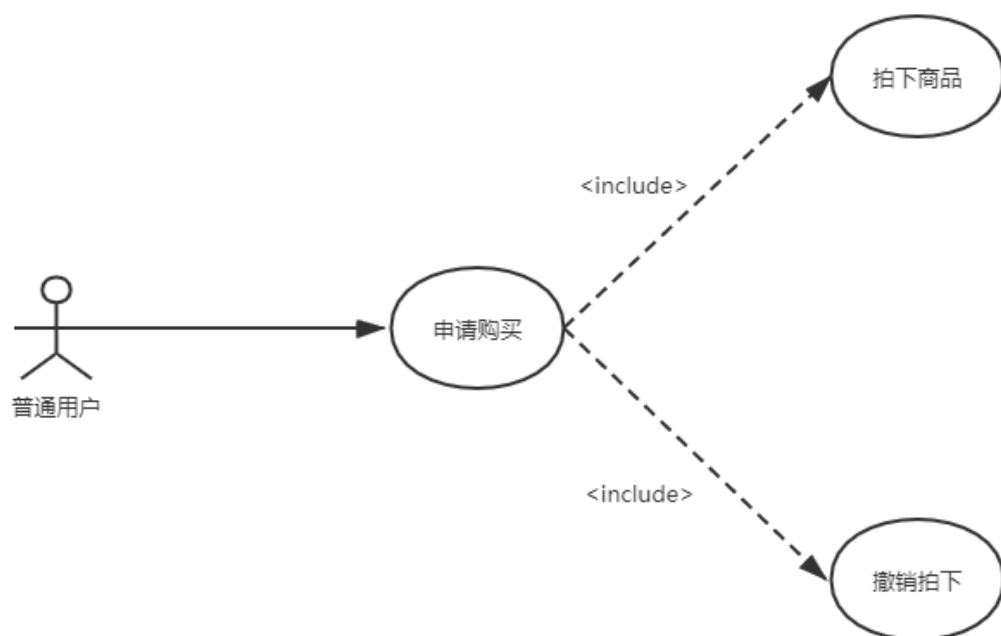 拍下商品
<include>
申请购买
普通用户
<include>
撤销拍下